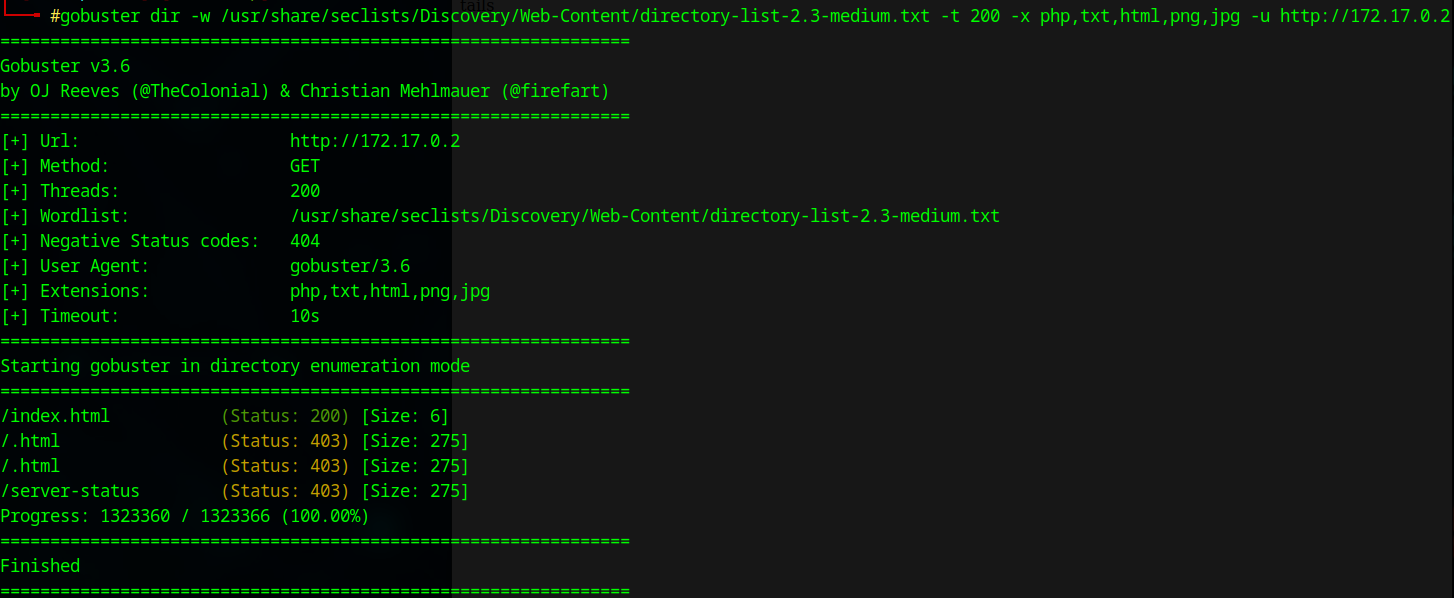 tails
#gobuster dir -w /usr/share/seclists/Discovery/Web-Content/directory-list-2.3-medium.txt -t 200 -x php,txt,html,png,jpg -u http://172.17.0.2
===============================================================
Gobuster v3.6
by OJ Reeves (@TheColonial) & Christian Mehlmauer (@firefart)
===============================================================
[+] Url:                     http://172.17.0.2
[+] Method:                  GET
[+] Threads:                 200
[+] Wordlist:                /usr/share/seclists/Discovery/Web-Content/directory-list-2.3-medium.txt
[+] Negative Status codes:   404
[+] User Agent:              gobuster/3.6
[+] Extensions:              php,txt,html,png,jpg
[+] Timeout:                 10s
===============================================================
Starting gobuster in directory enumeration mode
===============================================================
/index.html           (Status: 200) [Size: 6]
/.html                (Status: 403) [Size: 275]
/.html                (Status: 403) [Size: 275]
/server-status        (Status: 403) [Size: 275]
Progress: 1323360 / 1323366 (100.00%)
===============================================================
Finished
===============================================================